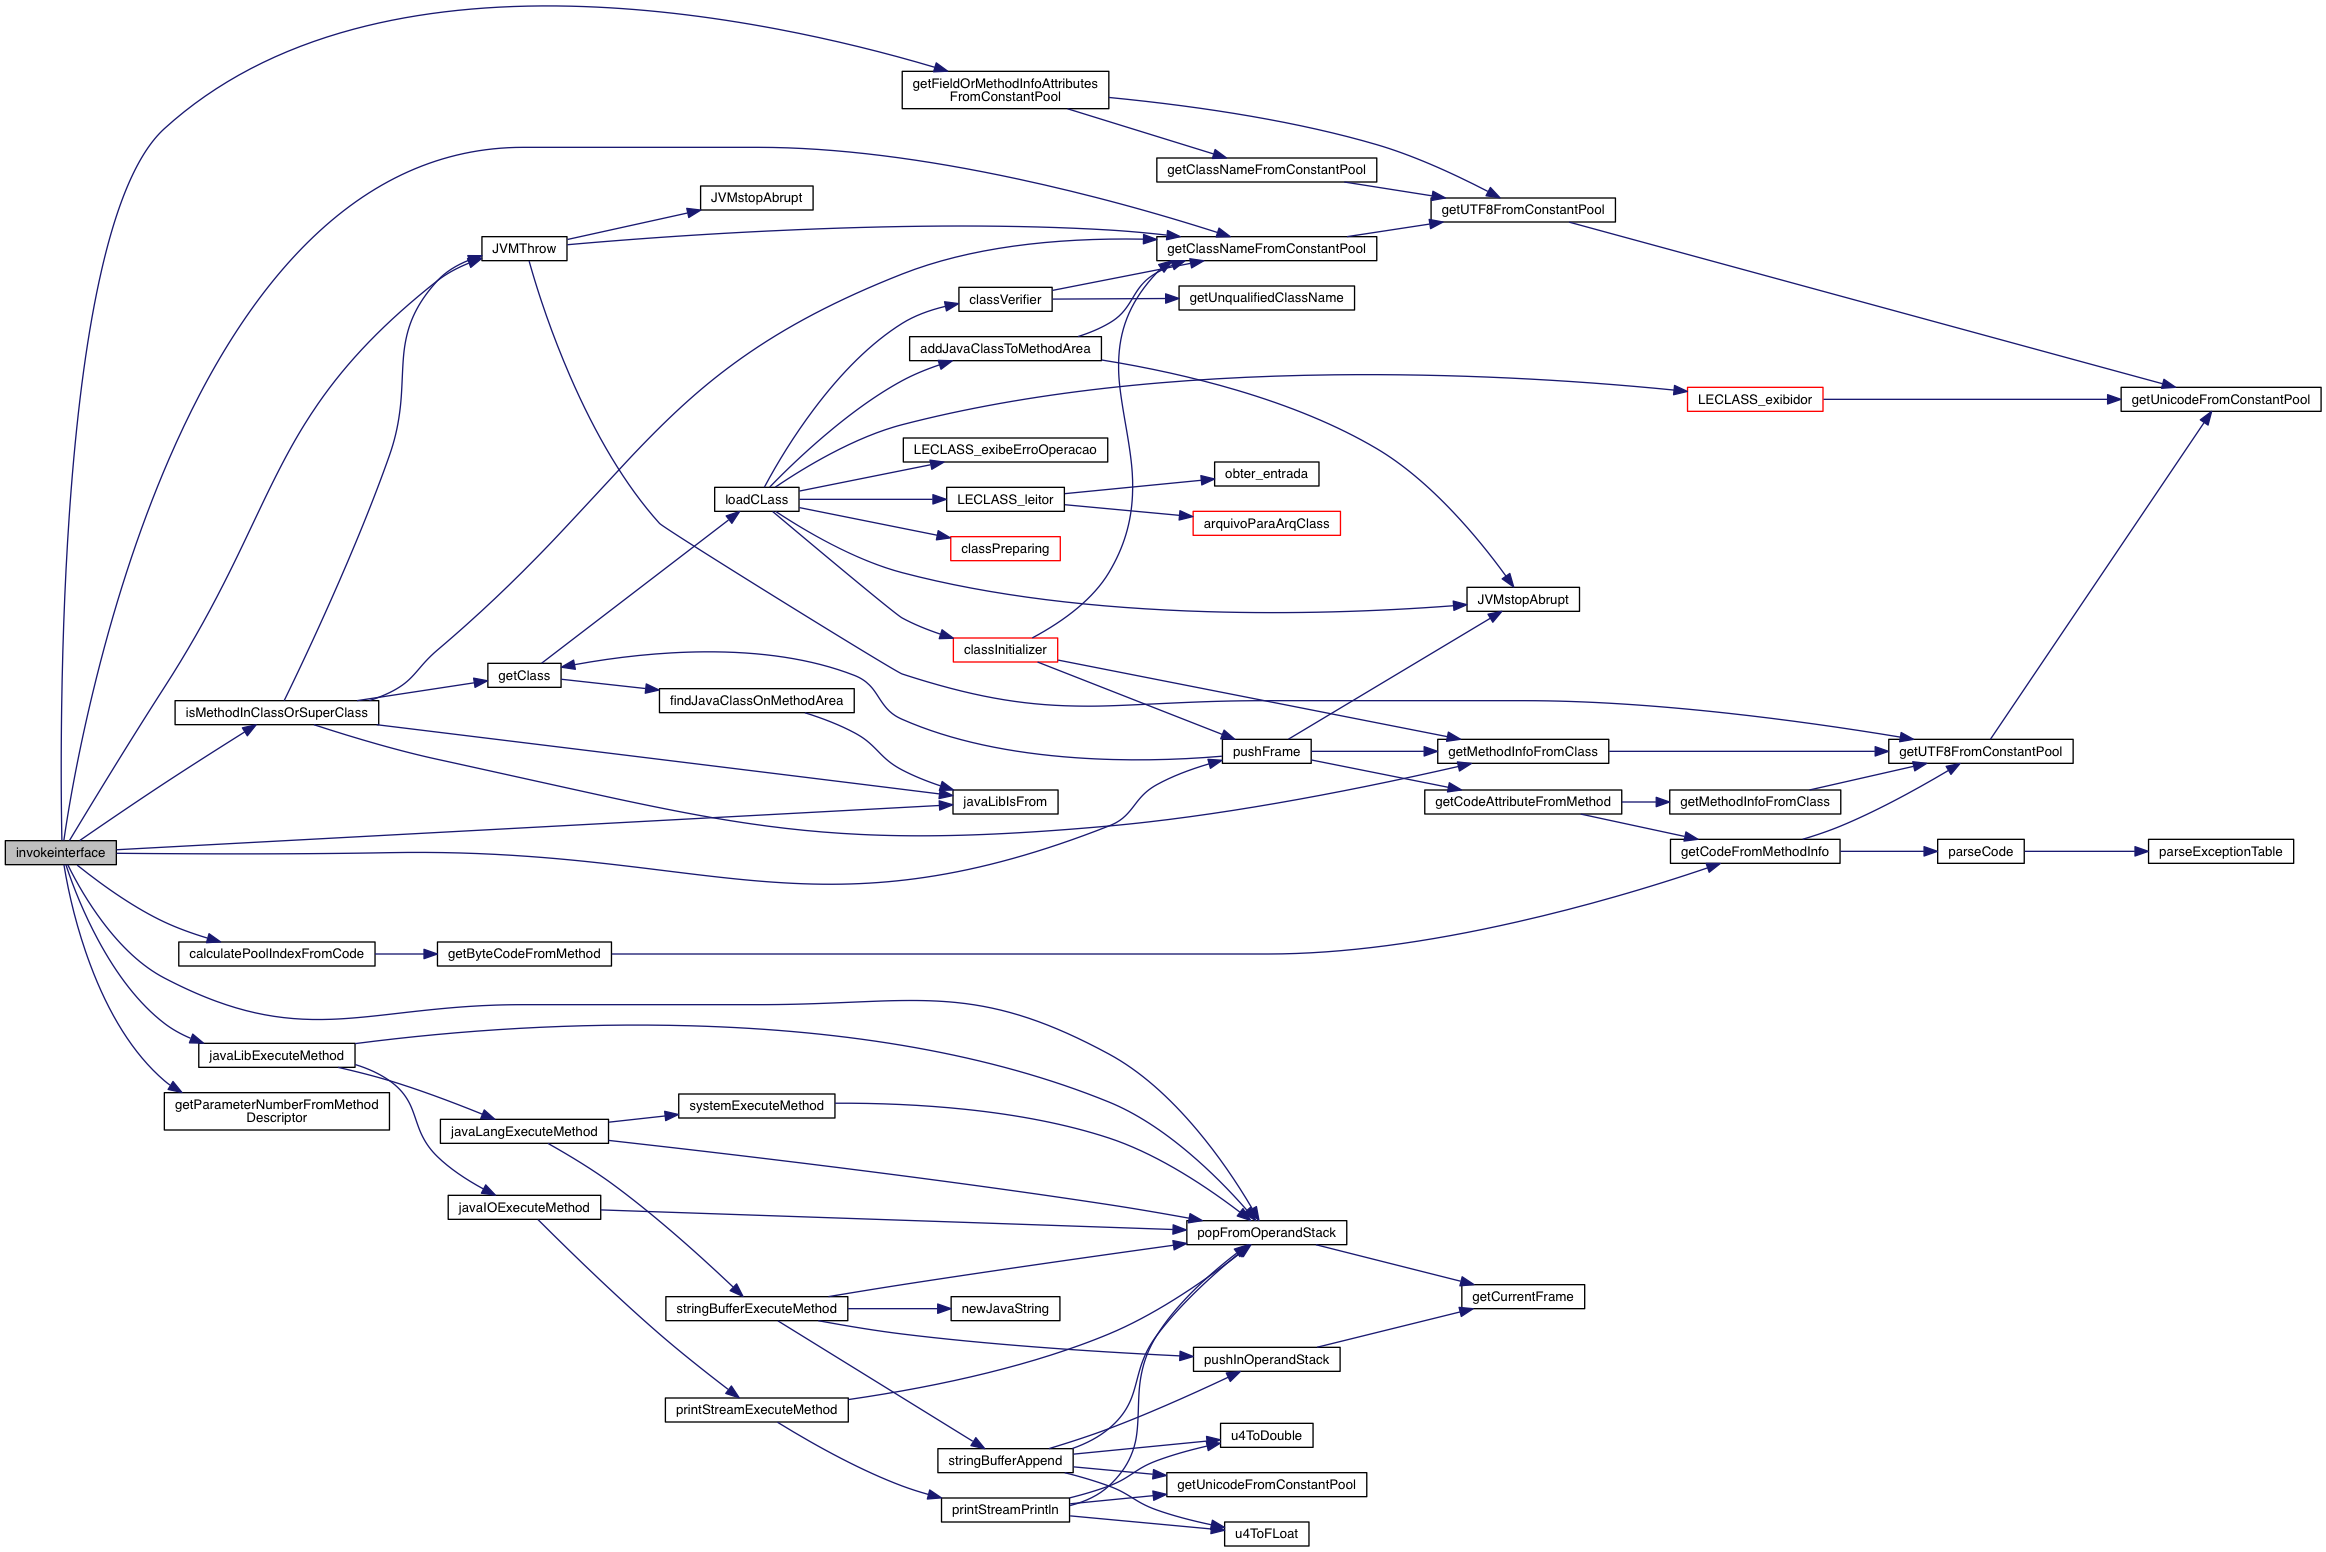 getFieldOrMethodInfoAttributes
FromConstantPool
getClassNameFromConstantPool
JVMstopAbrupt
getUTF8FromConstantPool
JVMThrow
getClassNameFromConstantPool
classVerifier
getUnqualifiedClassName
addJavaClassToMethodArea
LECLASS_exibidor
getUnicodeFromConstantPool
LECLASS_exibeErroOperacao
obter_entrada
loadCLass
LECLASS_leitor
arquivoParaArqClass
classPreparing
JVMstopAbrupt
classInitializer
getClass
findJavaClassOnMethodArea
isMethodInClassOrSuperClass
pushFrame
getMethodInfoFromClass
getUTF8FromConstantPool
javaLibIsFrom
getCodeAttributeFromMethod
getMethodInfoFromClass
invokeinterface
getCodeFromMethodInfo
parseCode
parseExceptionTable
calculatePoolIndexFromCode
getByteCodeFromMethod
javaLibExecuteMethod
getParameterNumberFromMethod
Descriptor
systemExecuteMethod
javaLangExecuteMethod
javaIOExecuteMethod
popFromOperandStack
getCurrentFrame
stringBufferExecuteMethod
newJavaString
pushInOperandStack
printStreamExecuteMethod
u4ToDouble
stringBufferAppend
getUnicodeFromConstantPool
printStreamPrintln
u4ToFLoat